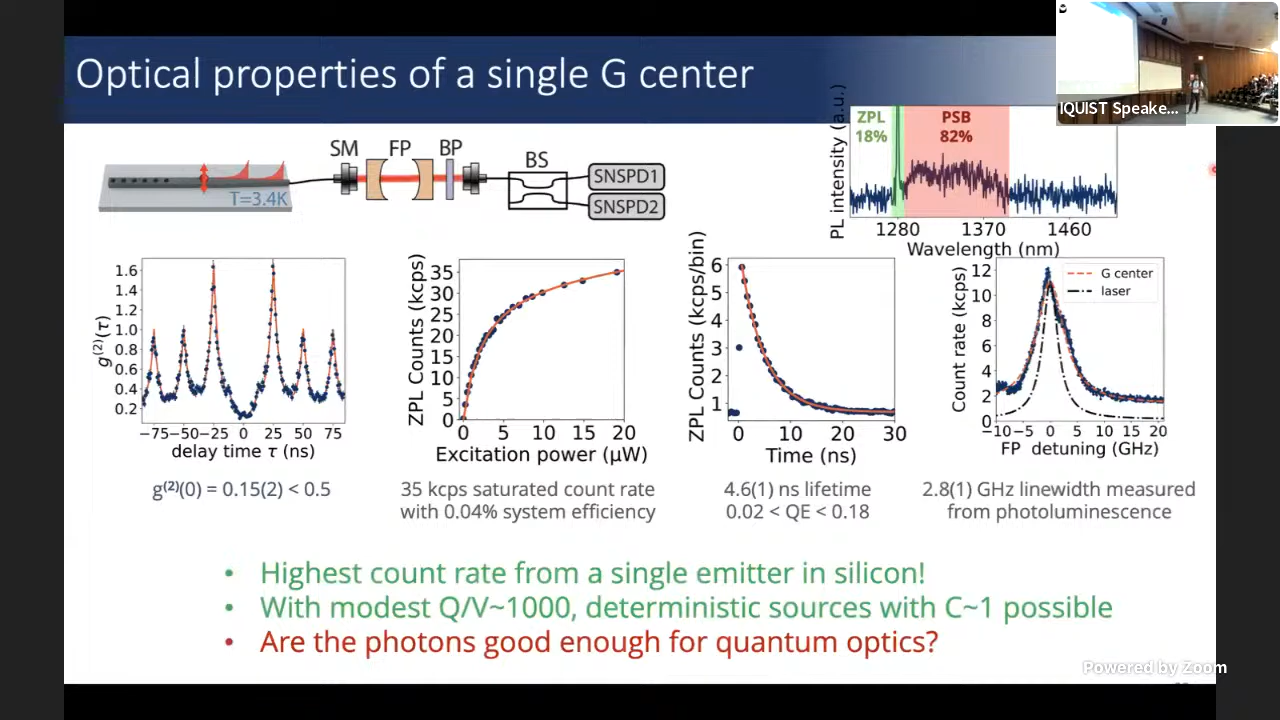 Optical properties of a single G center
IQUIST Speake...
SM FP BP BS
SNSPD1
SNSPD2
T=3.4K
PL intensity (a.u.)
ZPL
18%
PSB
82%
1280 1370 1460
Wavelength (nm)
g(2)(τ)
1.6
1.4
1.2
1.0
0.8
0.6
0.4
0.2
−75−50−25 0 25 50 75
delay time τ (ns)
g(2)(0) = 0.15(2) < 0.5
ZPL Counts (kcps)
35
30
25
20
15
10
5
0
0 5 10 15 20
Excitation power (μW)
35 kcps saturated count rate
with 0.04% system efficiency
ZPL Counts (kcps/bin)
6
5
4
3
2
1
0 10 20 30
Time (ns)
4.6(1) ns lifetime
0.02 < QE < 0.18
Count rate (kcps)
12
10
8
6
4
2
0
G center
laser
−10−5 0 5 10 15 20
FP detuning (GHz)
2.8(1) GHz linewidth measured
from photoluminescence
• Highest count rate from a single emitter in silicon!
• With modest Q/V~1000, deterministic sources with C~1 possible
• Are the photons good enough for quantum optics?
Powered by Zoom